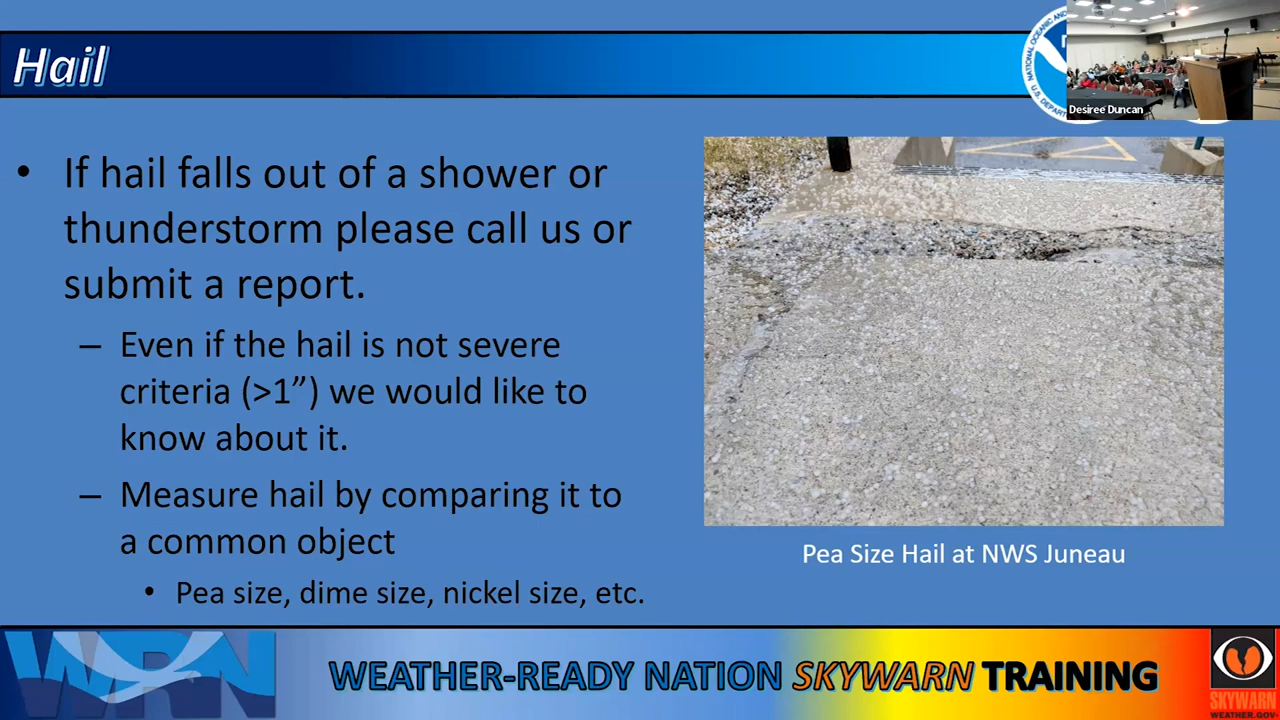 Hail
Desiree Duncan
• If hail falls out of a shower or
thunderstorm please call us or
submit a report.
– Even if the hail is not severe
criteria (>1”) we would like to
know about it.
– Measure hail by comparing it to
a common object
• Pea size, dime size, nickel size, etc.
Pea Size Hail at NWS Juneau
WRN
WEATHER-READY NATION SKYWARN TRAINING
SKYWARN
WEATHER.GOV